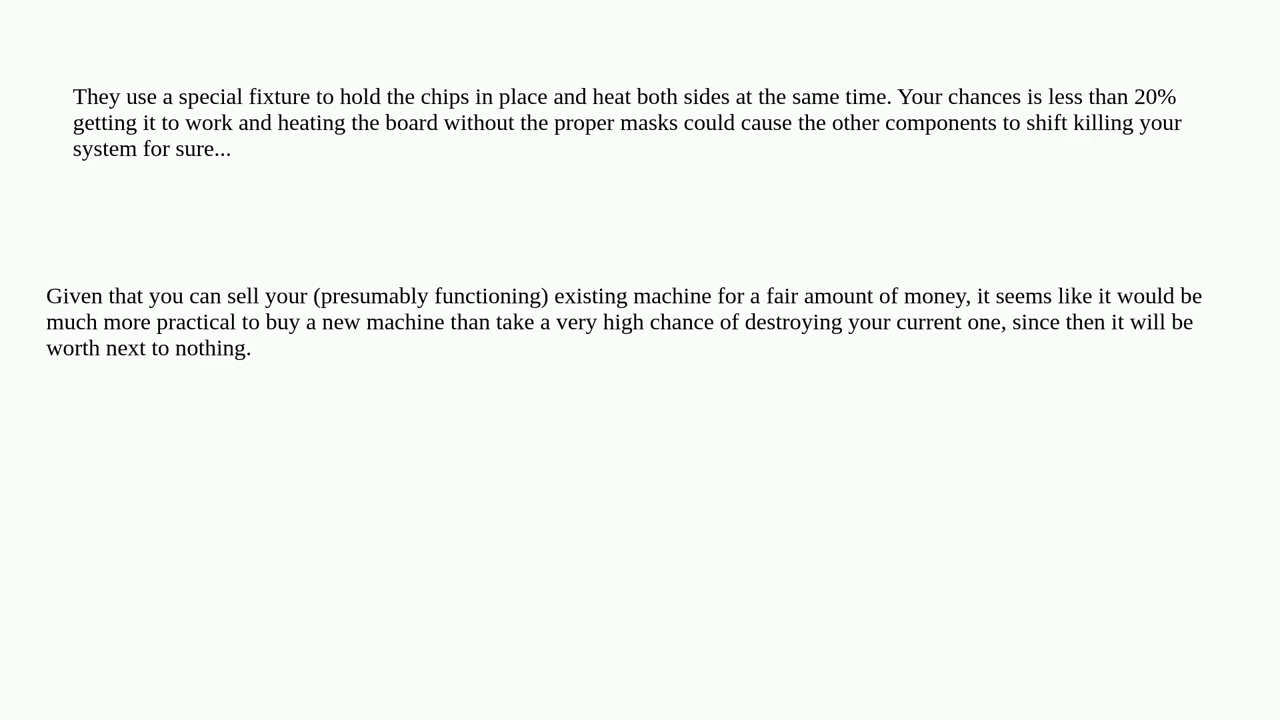 They use a special fixture to hold the chips in place and heat both sides at the same time. Your chances is less than 20%
getting it to work and heating the board without the proper masks could cause the other components to shift killing your
system for sure...
Given that you can sell your (presumably functioning) existing machine for a fair amount of money, it seems like it would be
much more practical to buy a new machine than take a very high chance of destroying your current one, since then it will be
worth next to nothing.